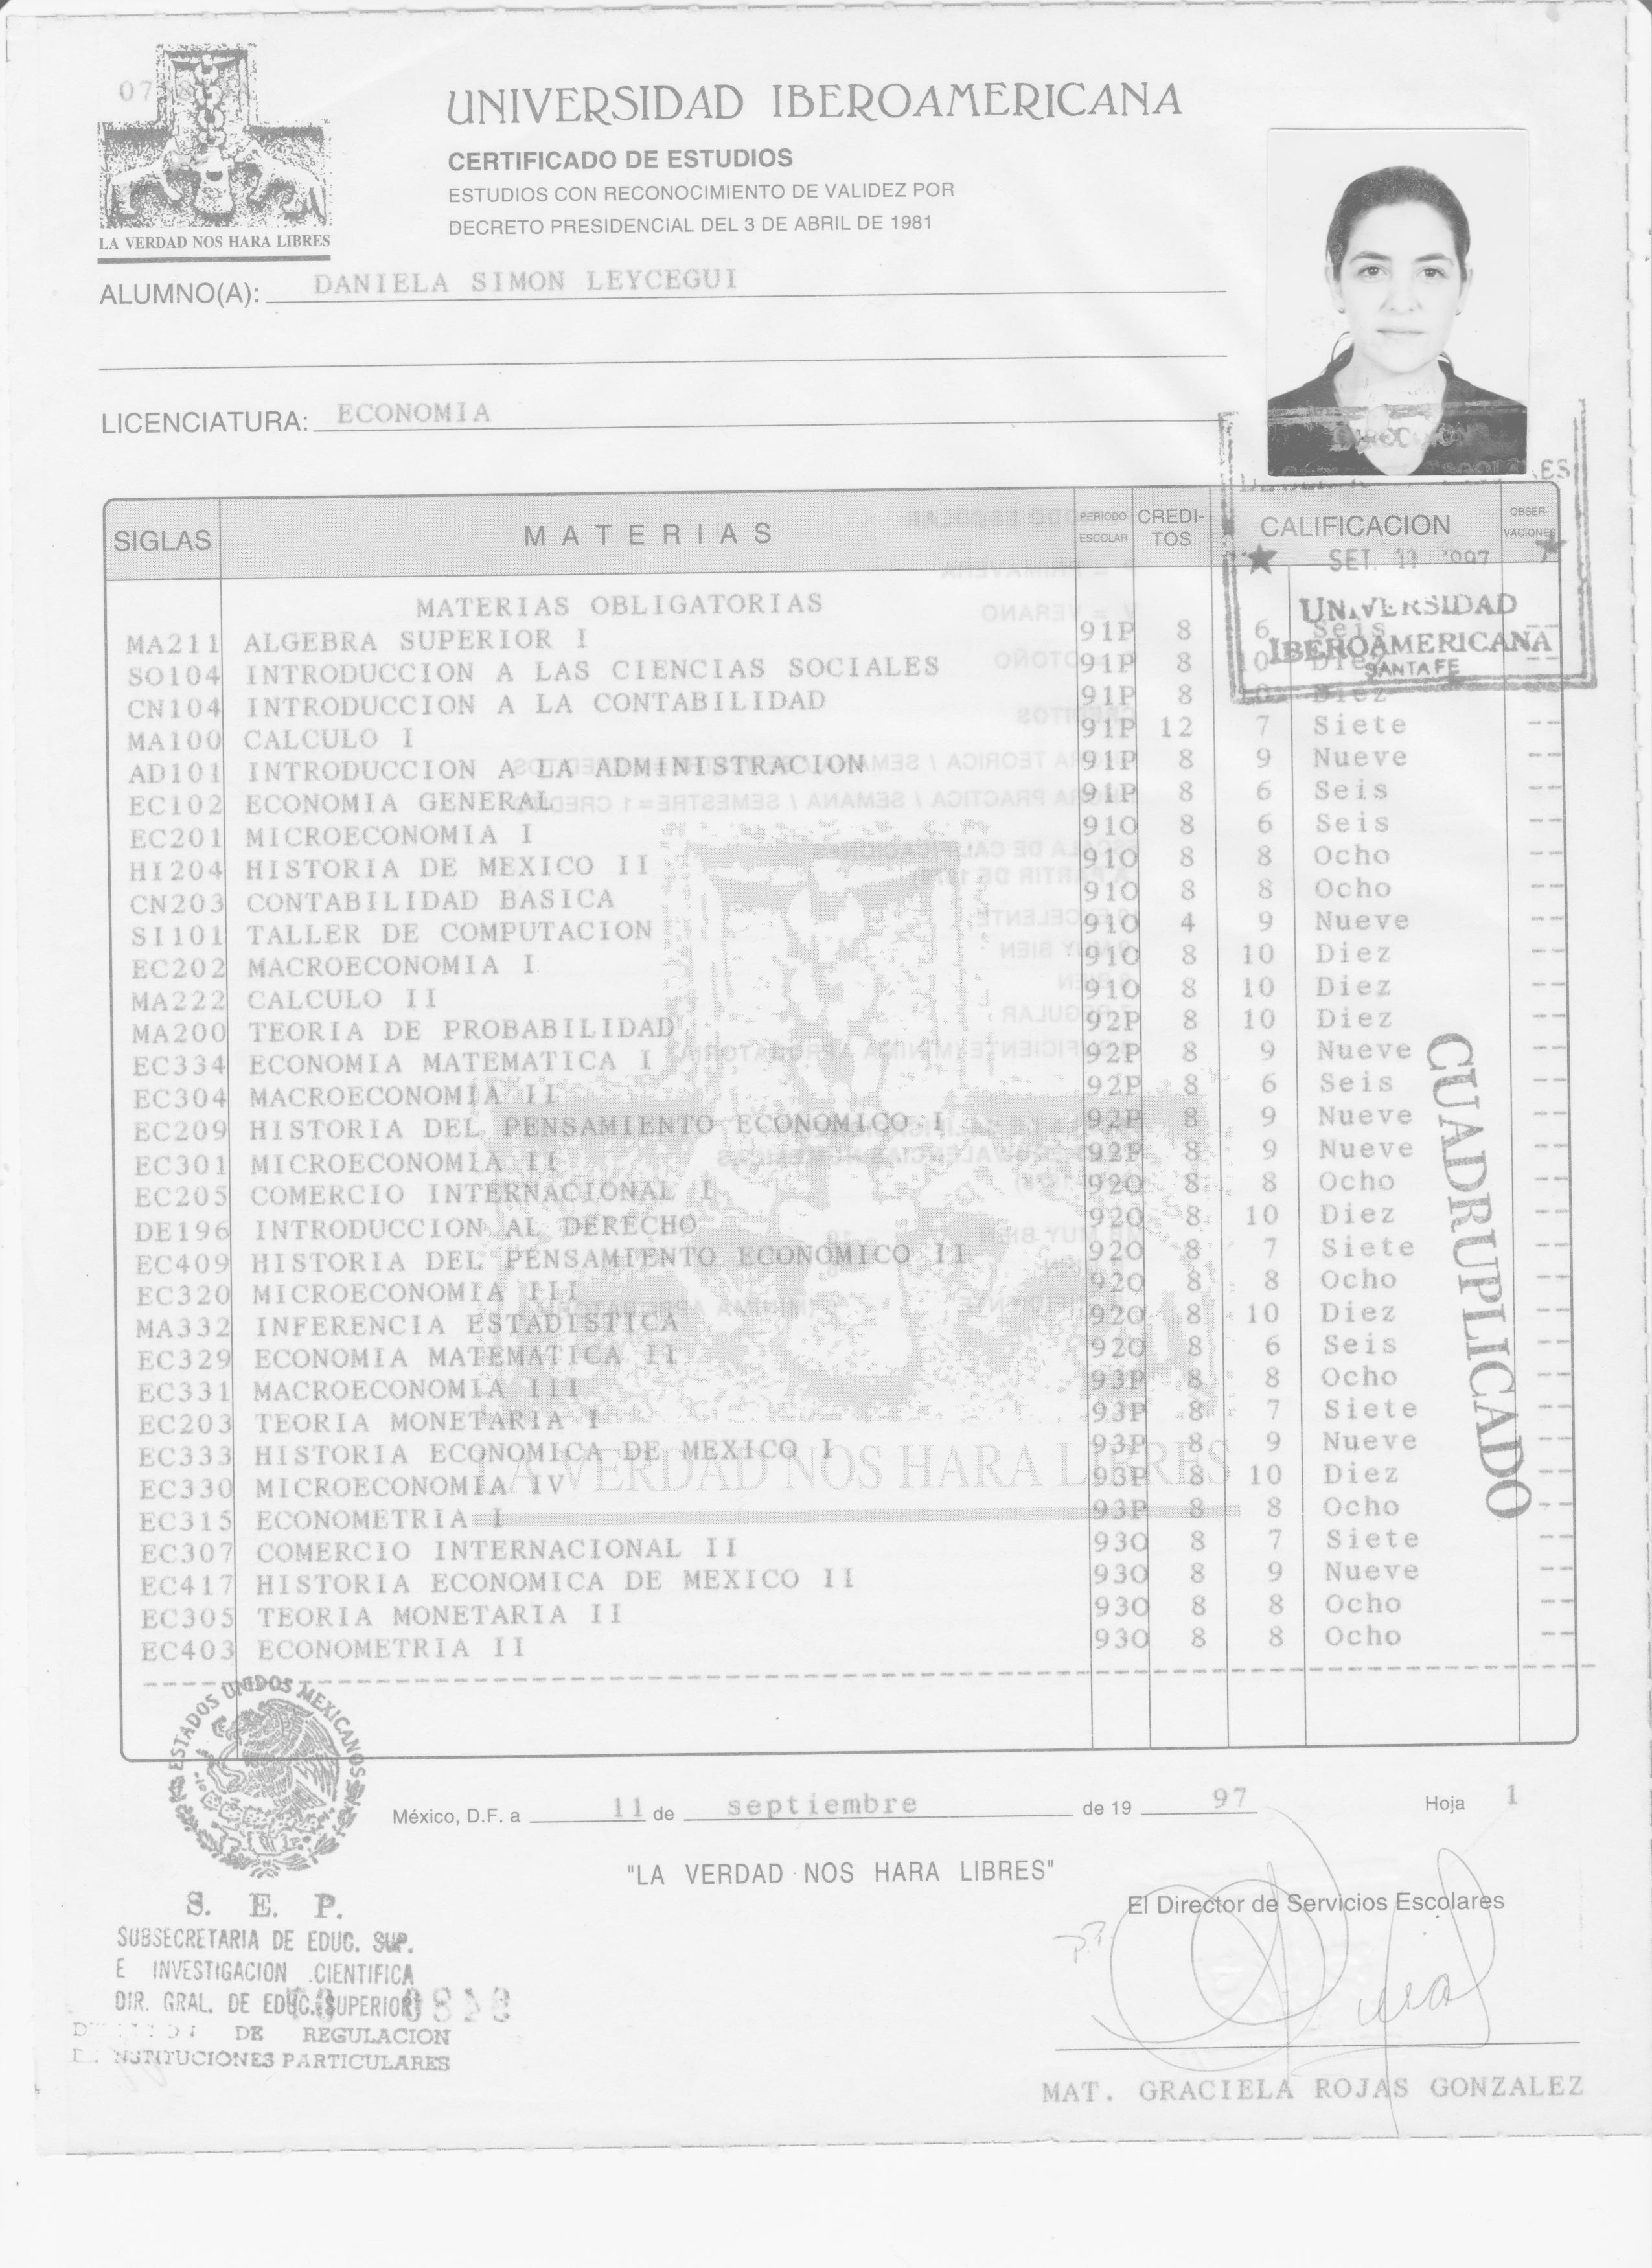 UNIVERSIDAD IBEROAMERICANA
CERTIFICADO DE ESTUDIOS
ESTUDIOS CON RECONOCIMIENTO DE VALIDEZ POR
DECRETO PRESIDENCIAL DEL 3 DE ABRIL DE 1981
LA VERDAD NOS HARA LIBRES
ALUMNO(A): DANIELA SIMON LEYCEGUI
LICENCIATURA: ECONOMIA
SIGLAS MATERIAS PERIODO ESCOLAR CREDI-TOS CALIFICACION OBSER-VACIONES
SET. 11 1997
UNIVERSIDAD
IBEROAMERICANA
SANTA FE
MATERIAS OBLIGATORIAS
MA211 ALGEBRA SUPERIOR I 91P 8 6 Seis --
SO104 INTRODUCCION A LAS CIENCIAS SOCIALES 91P 8 10 Diez --
CN104 INTRODUCCION A LA CONTABILIDAD 91P 8 10 Diez --
MA100 CALCULO I 91P 12 7 Siete --
AD101 INTRODUCCION A LA ADMINISTRACION 91P 8 9 Nueve --
EC102 ECONOMIA GENERAL 91P 8 6 Seis --
EC201 MICROECONOMIA I 91O 8 6 Seis --
HI204 HISTORIA DE MEXICO II 91O 8 8 Ocho --
CN203 CONTABILIDAD BASICA 91O 8 8 Ocho --
SI101 TALLER DE COMPUTACION 91O 4 9 Nueve --
EC202 MACROECONOMIA I 91O 8 10 Diez --
MA222 CALCULO II 91O 8 10 Diez --
MA200 TEORIA DE PROBABILIDAD 92P 8 10 Diez --
EC334 ECONOMIA MATEMATICA I 92P 8 9 Nueve --
EC304 MACROECONOMIA II 92P 8 6 Seis --
EC209 HISTORIA DEL PENSAMIENTO ECONOMICO I 92P 8 9 Nueve --
EC301 MICROECONOMIA II 92P 8 9 Nueve --
EC205 COMERCIO INTERNACIONAL I 92O 8 8 Ocho --
DE196 INTRODUCCION AL DERECHO 92O 8 10 Diez --
EC409 HISTORIA DEL PENSAMIENTO ECONOMICO II 92O 8 7 Siete --
EC320 MICROECONOMIA III 92O 8 8 Ocho --
MA332 INFERENCIA ESTADISTICA 92O 8 10 Diez --
EC329 ECONOMIA MATEMATICA II 92O 8 6 Seis --
EC331 MACROECONOMIA III 93P 8 8 Ocho --
EC203 TEORIA MONETARIA I 93P 8 7 Siete --
EC333 HISTORIA ECONOMICA DE MEXICO I 93P 8 9 Nueve --
EC330 MICROECONOMIA IV 93P 8 10 Diez --
EC315 ECONOMETRIA I 93P 8 8 Ocho --
EC307 COMERCIO INTERNACIONAL II 93O 8 7 Siete --
EC417 HISTORIA ECONOMICA DE MEXICO II 93O 8 9 Nueve --
EC305 TEORIA MONETARIA II 93O 8 8 Ocho --
EC403 ECONOMETRIA II 93O 8 8 Ocho --
LA VERDAD NOS HARA LIBRES
CUADRUPLICADO
ESTADOS UNIDOS MEXICANOS
México, D.F. a 11 de septiembre de 19 97 Hoja 1
"LA VERDAD NOS HARA LIBRES"
El Director de Servicios Escolares
S. E. P.
SUBSECRETARIA DE EDUC. SUP.
E INVESTIGACION CIENTIFICA
DIR. GRAL. DE EDUC. SUPERIOR
DE REGULACION
INSTITUCIONES PARTICULARES
MAT. GRACIELA ROJAS GONZALEZ